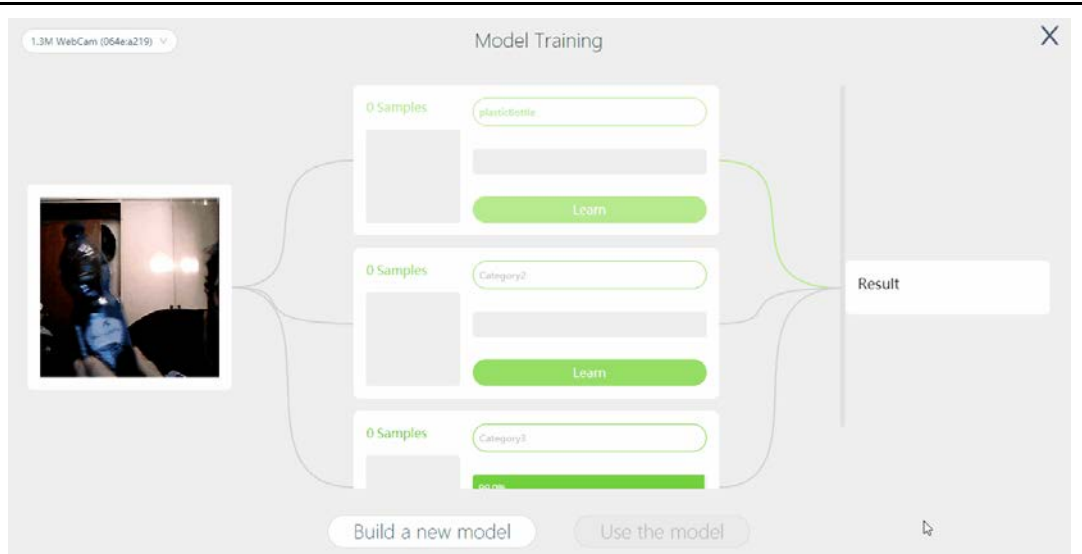 1.3M WebCam (064e:a219)
Model Training
X
0 Samples
plasticBottle
Learn
0 Samples
Category2
Learn
Result
0 Samples
Category3
Build a new model
Use the model